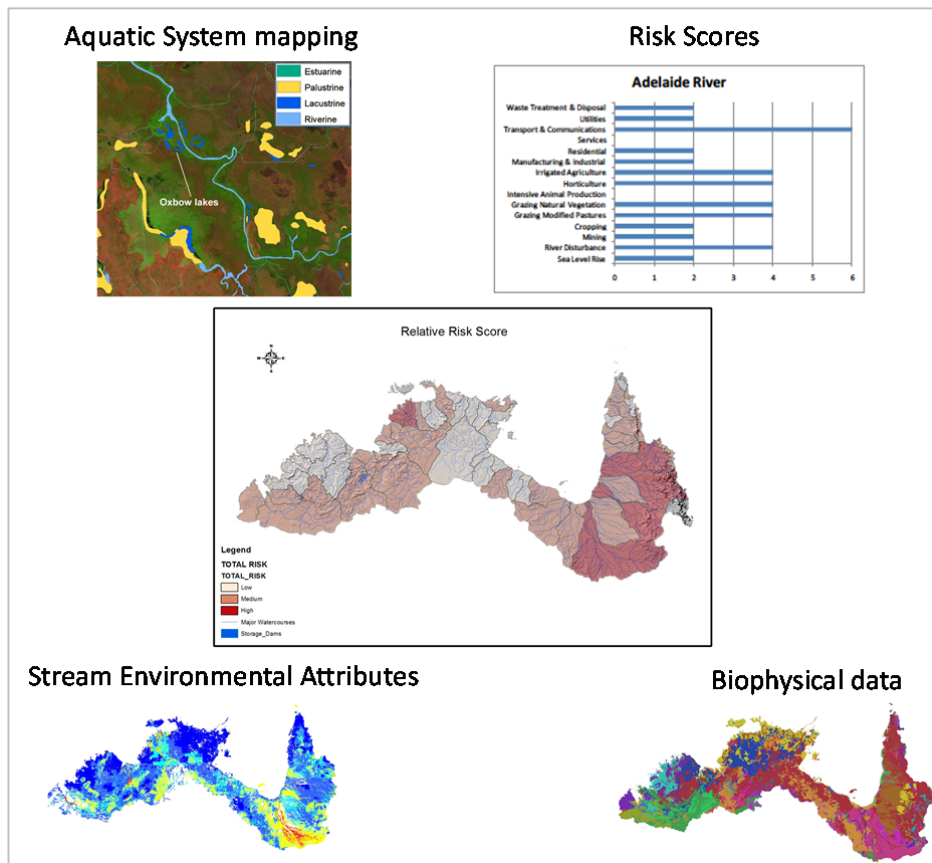 Aquatic System mapping
Risk Scores
Estuarine
Palustrine
Lacustrine
Riverine
Oxbow lakes
Adelaide River
Waste Treatment & Disposal
Utilities
Transport & Communications
Services
Residential
Manufacturing & Industrial
Irrigated Agriculture
Horticulture
Intensive Animal Production
Grazing Natural Vegetation
Grazing Modified Pastures
Cropping
Mining
River Disturbance
Sea Level Rise
0 1 2 3 4 5 6
Relative Risk Score
N
W E
S
Legend
TOTAL RISK
TOTAL_RISK
Low
Medium
High
Major Watercourses
Storage_Dams
Stream Environmental Attributes
Biophysical data